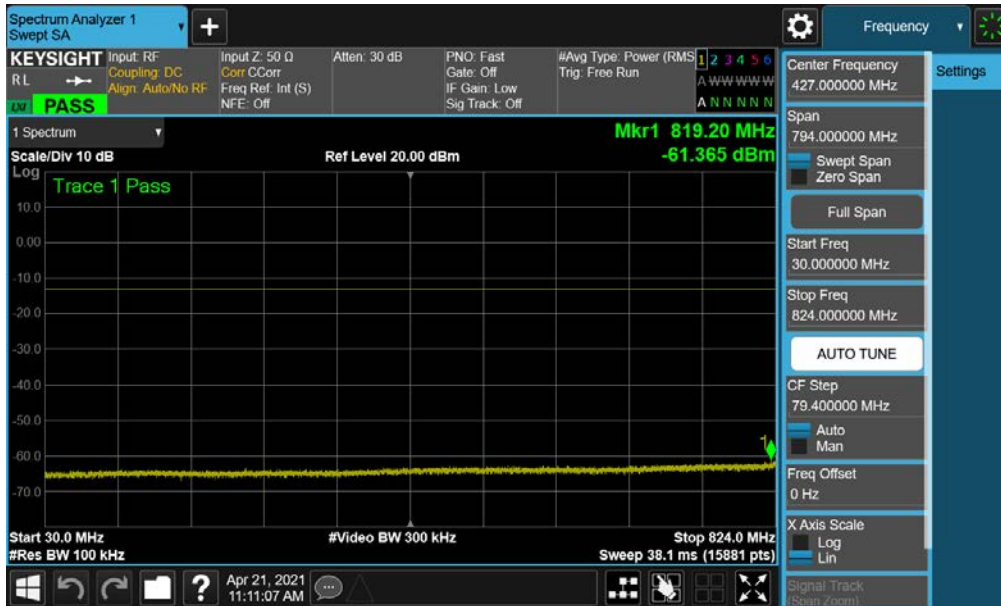 Spectrum Analyzer 1
Swept SA
+
Frequency
KEYSIGHT
RL
LXI
PASS
Input: RF
Coupling: DC
Align: Auto/No RF
Input Z: 50 Ω
Corr CCorr
Freq Ref: Int (S)
NFE: Off
Atten: 30 dB
PNO: Fast
Gate: Off
IF Gain: Low
Sig Track: Off
#Avg Type: Power (RMS
Trig: Free Run
1 2 3 4 5 6
A W W W W W
A N N N N N
1 Spectrum
Mkr1 819.20 MHz
Scale/Div 10 dB
Ref Level 20.00 dBm
-61.365 dBm
Log
Trace 1 Pass
10.0
0.00
-10.0
-20.0
-30.0
-40.0
-50.0
-60.0
-70.0
1
Start 30.0 MHz
#Video BW 300 kHz
Stop 824.0 MHz
#Res BW 100 kHz
Sweep 38.1 ms (15881 pts)
?
Apr 21, 2021
11:11:07 AM
Center Frequency
427.000000 MHz
Settings
Span
794.000000 MHz
Swept Span
Zero Span
Full Span
Start Freq
30.000000 MHz
Stop Freq
824.000000 MHz
AUTO TUNE
CF Step
79.400000 MHz
Auto
Man
Freq Offset
0 Hz
X Axis Scale
Log
Lin
Signal Track
(Span Zoom)